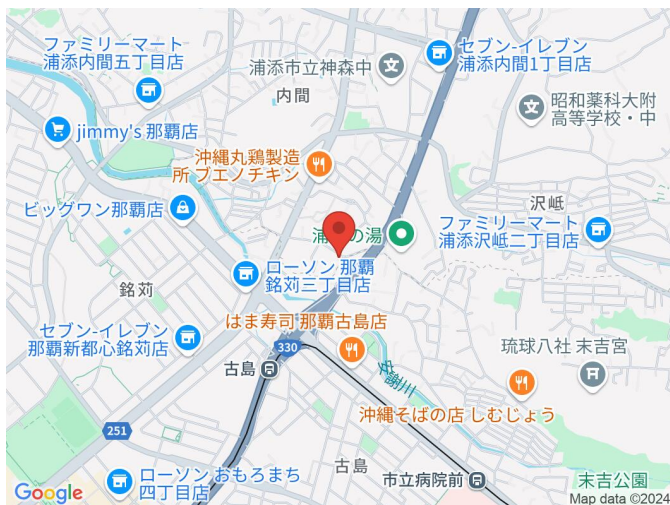 ファミリーマート
浦添内間五丁目店
浦添市立神森中
セブン-イレブン
浦添内間1丁目店
内間
昭和薬科大附
高等学校・中
jimmy's 那覇店
沖縄丸鶏製造
所 ブエノチキン
沢岻
ビッグワン那覇店
の湯
ファミリーマート
浦添沢岻二丁目店
ローソン 那覇
銘苅三丁目店
銘苅
はま寿司 那覇古島店
セブン-イレブン
那覇新都心銘苅店
330
古島
琉球八社 末吉宮
安謝川
沖縄そばの店 しむじょう
251
古島
ローソン おもろまち
四丁目店
市立病院前
末吉公園
Google
Map data ©2024